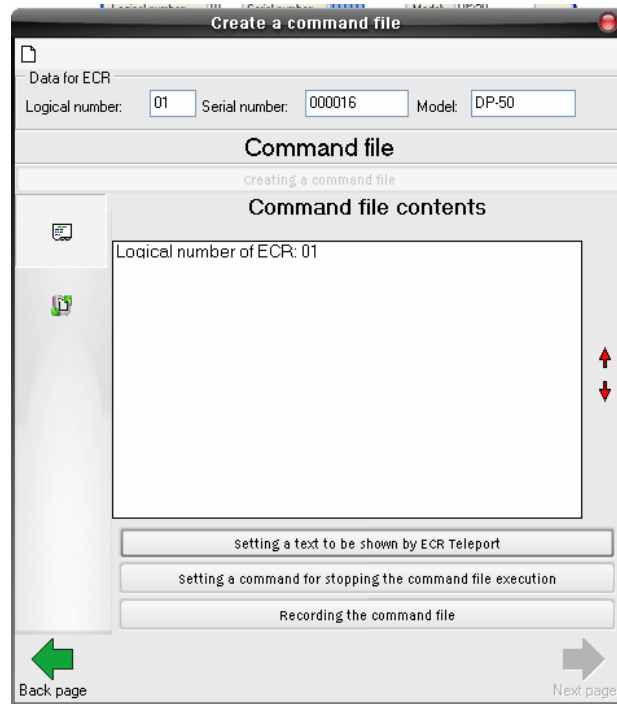 Create a command file
Data for ECR
Logical number: 01 Serial number: 000016 Model: DP-50
Command file
Creating a command file
Command file contents
Logical number of ECR: 01
Setting a text to be shown by ECR Teleport
Setting a command for stopping the command file execution
Recording the command file
Back page Next page